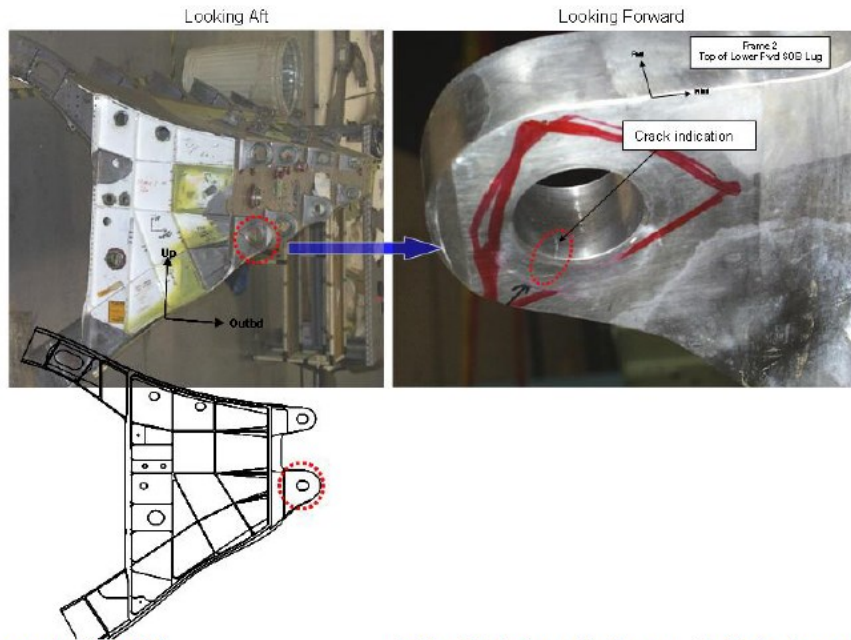 Looking Aft
Looking Forward
Frame 2
Top of Lower Fwd SOB Lug
Crack indication
Up
Outbd